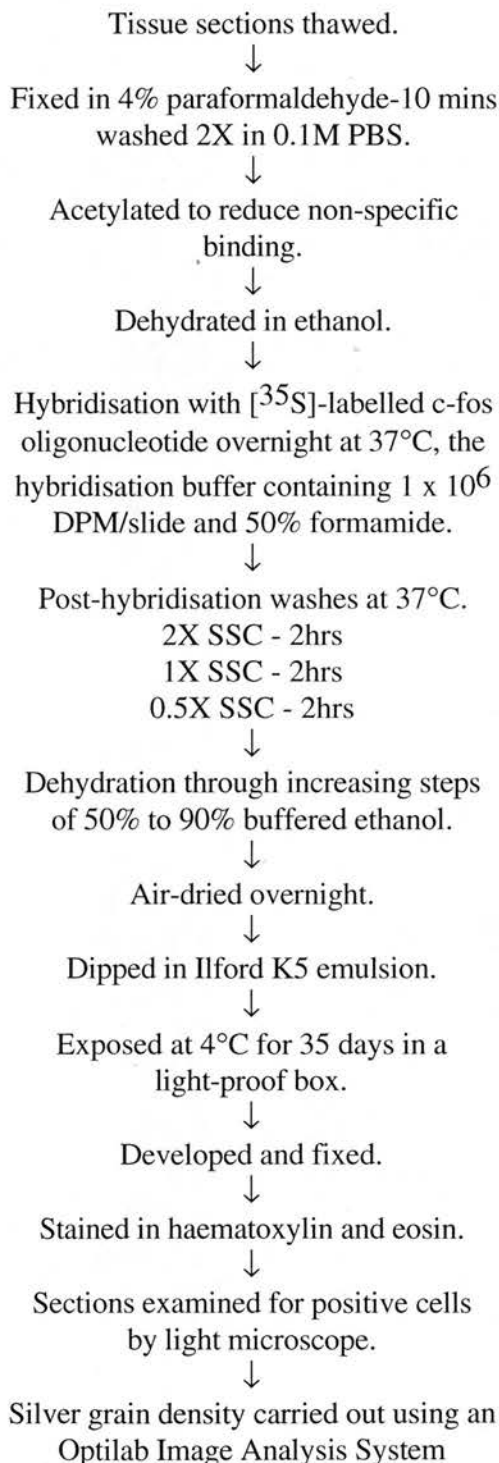 Tissue sections thawed.
↓
Fixed in 4% paraformaldehyde-10 mins
washed 2X in 0.1M PBS.
↓
Acetylated to reduce non-specific
binding.
↓
Dehydrated in ethanol.
↓
Hybridisation with [³⁵S]-labelled c-fos
oligonucleotide overnight at 37°C, the
hybridisation buffer containing 1 x 10⁶
DPM/slide and 50% formamide.
↓
Post-hybridisation washes at 37°C.
2X SSC - 2hrs
1X SSC - 2hrs
0.5X SSC - 2hrs
↓
Dehydration through increasing steps
of 50% to 90% buffered ethanol.
↓
Air-dried overnight.
↓
Dipped in Ilford K5 emulsion.
↓
Exposed at 4°C for 35 days in a
light-proof box.
↓
Developed and fixed.
↓
Stained in haematoxylin and eosin.
↓
Sections examined for positive cells
by light microscope.
↓
Silver grain density carried out using an
Optilab Image Analysis System